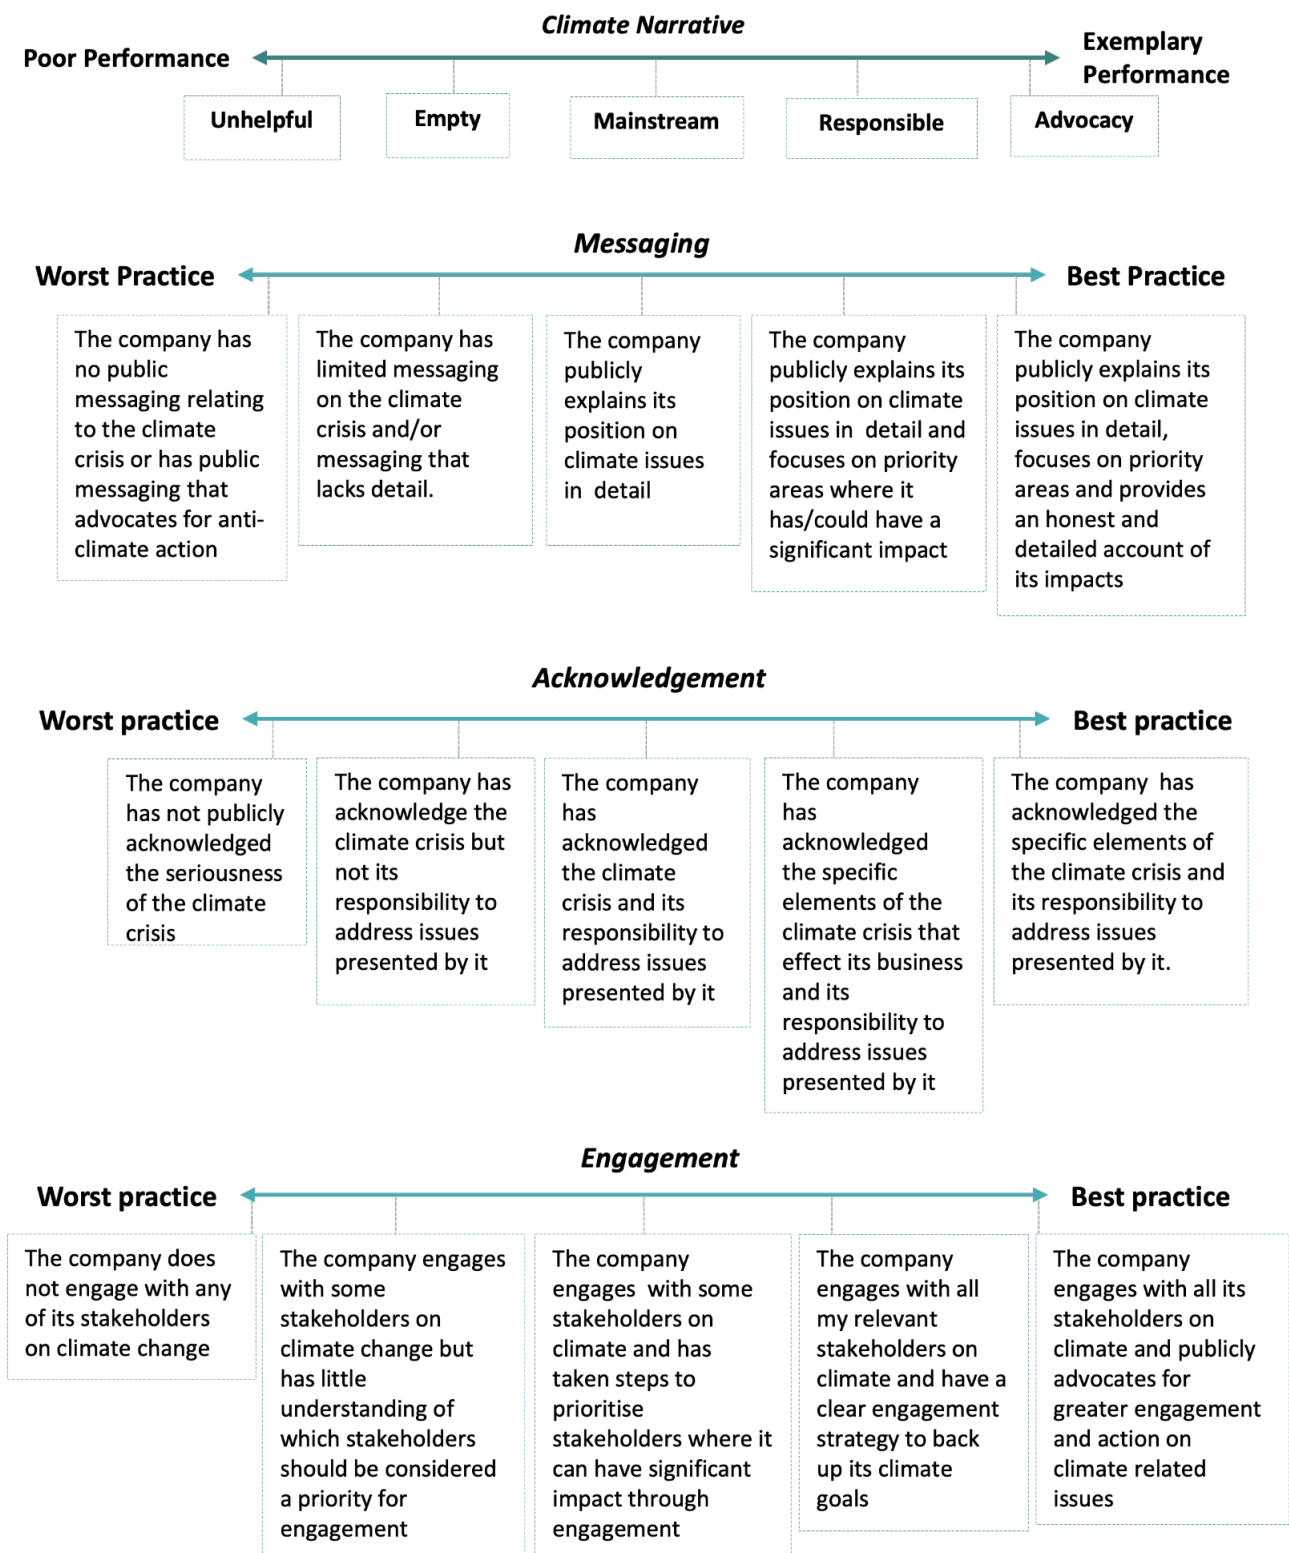 Climate Narrative
Poor Performance
Exemplary
Performance
Unhelpful
Empty
Mainstream
Responsible
Advocacy
Messaging
Worst Practice
Best Practice
The company has
no public
messaging relating
to the climate
crisis or has public
messaging that
advocates for anti-
climate action
The company has
limited messaging
on the climate
crisis and/or
messaging that
lacks detail.
The company
publicly
explains its
position on
climate issues
in detail
The company
publicly explains its
position on climate
issues in detail and
focuses on priority
areas where it
has/could have a
significant impact
The company
publicly explains its
position on climate
issues in detail,
focuses on priority
areas and provides
an honest and
detailed account of
its impacts
Acknowledgement
Worst practice
Best practice
The company
has not publicly
acknowledged
the seriousness
of the climate
crisis
The company has
acknowledge the
climate crisis but
not its
responsibility to
address issues
presented by it
The company
has
acknowledged
the climate
crisis and its
responsibility to
address issues
presented by it
The company
has
acknowledged
the specific
elements of the
climate crisis that
effect its business
and its
responsibility to
address issues
presented by it
The company has
acknowledged the
specific elements of
the climate crisis and
its responsibility to
address issues
presented by it.
Engagement
Worst practice
Best practice
The company does
not engage with any
of its stakeholders
on climate change
The company engages
with some
stakeholders on
climate change but
has little
understanding of
which stakeholders
should be considered
a priority for
engagement
The company
engages with some
stakeholders on
climate and has
taken steps to
prioritise
stakeholders where it
can have significant
impact through
engagement
The company
engages with all
my relevant
stakeholders on
climate and have a
clear engagement
strategy to back
up its climate
goals
The company
engages with all its
stakeholders on
climate and publicly
advocates for
greater engagement
and action on
climate related
issues